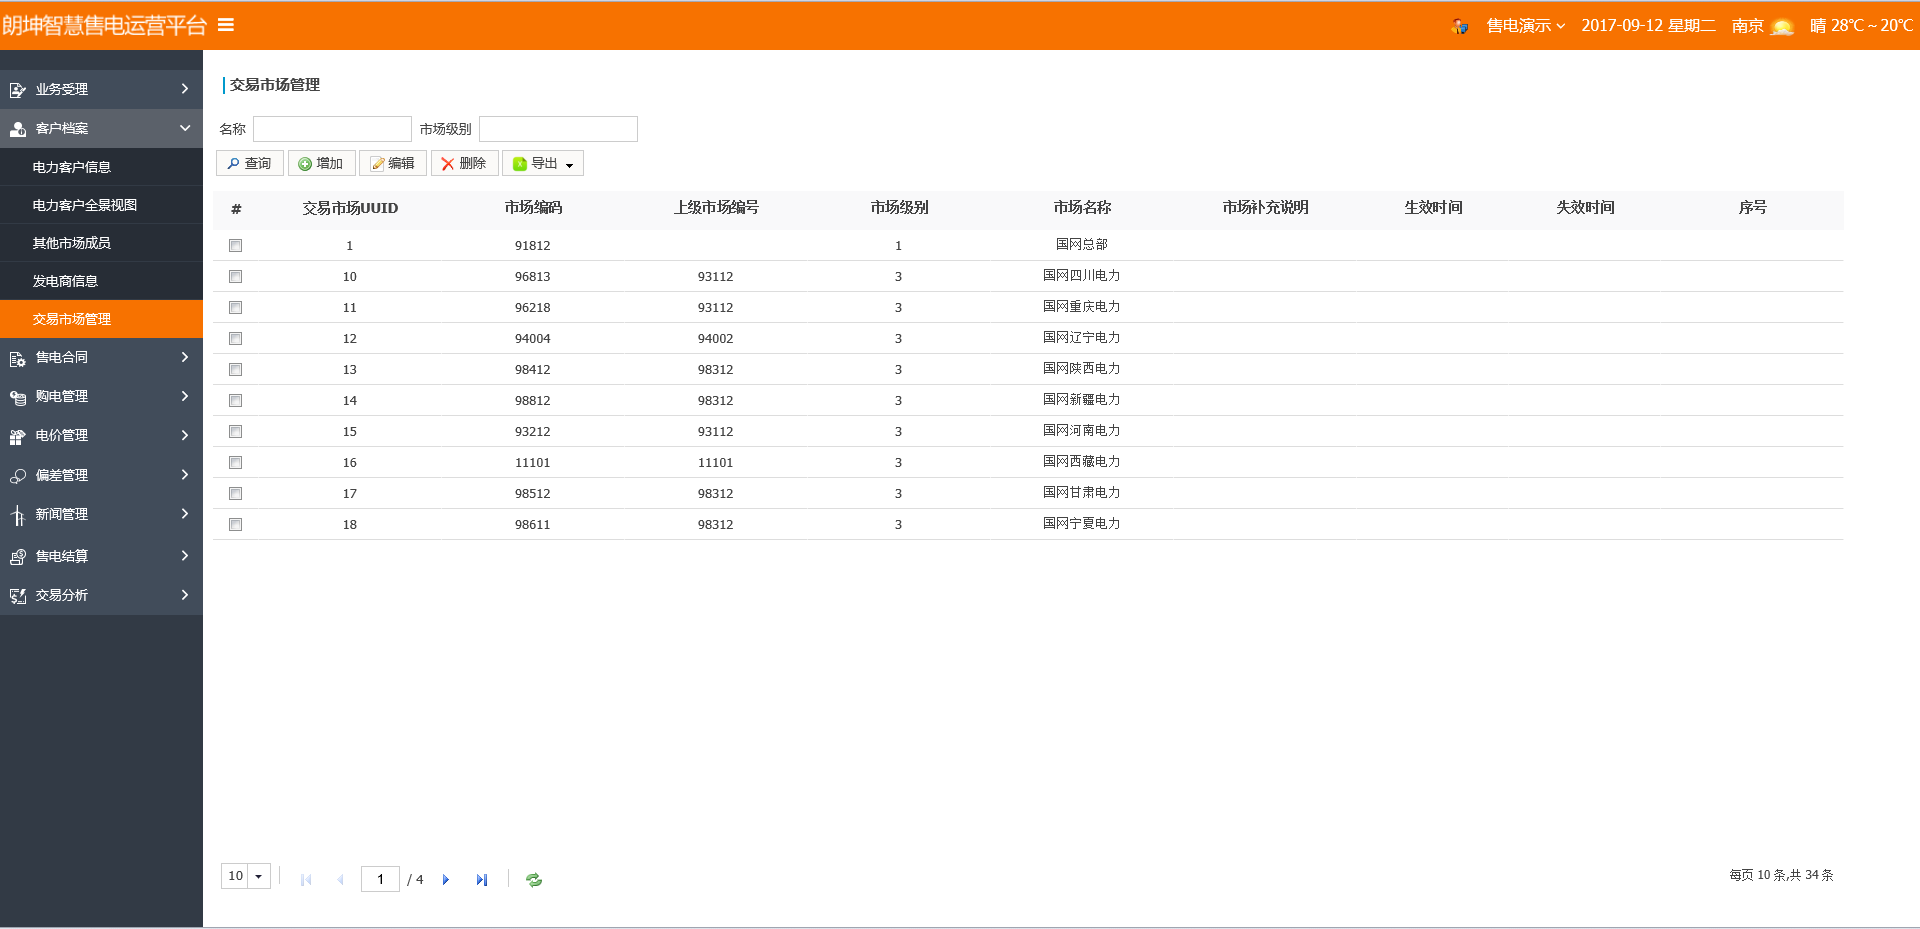 朗坤智慧售电运营平台
售电演示 2017-09-12 星期二 南京 晴 28℃～20℃
业务受理
客户档案
电力客户信息
电力客户全景视图
其他市场成员
发电商信息
交易市场管理
售电合同
购电管理
电价管理
偏差管理
新闻管理
售电结算
交易分析
交易市场管理
名称 市场级别
查询 增加 编辑 删除 导出
# 交易市场UUID 市场编码 上级市场编号 市场级别 市场名称 市场补充说明 生效时间 失效时间 序号
1 91812 1 国网总部
10 96813 93112 3 国网四川电力
11 96218 93112 3 国网重庆电力
12 94004 94002 3 国网辽宁电力
13 98412 98312 3 国网陕西电力
14 98812 98312 3 国网新疆电力
15 93212 93112 3 国网河南电力
16 11101 11101 3 国网西藏电力
17 98512 98312 3 国网甘肃电力
18 98611 98312 3 国网宁夏电力
10 1 / 4
每页 10 条,共 34 条